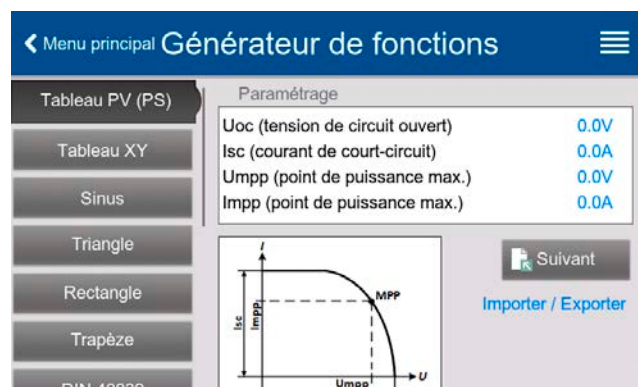 Menu principal Générateur de fonctions
Tableau PV (PS)
Tableau XY
Sinus
Triangle
Rectangle
Trapèze
Paramétrage
Uoc (tension de circuit ouvert) 0.0V
Isc (courant de court-circuit) 0.0A
Umpp (point de puissance max.) 0.0V
Impp (point de puissance max.) 0.0A
I
Isc
Impp
MPP
Umpp
U
Suivant
Importer / Exporter